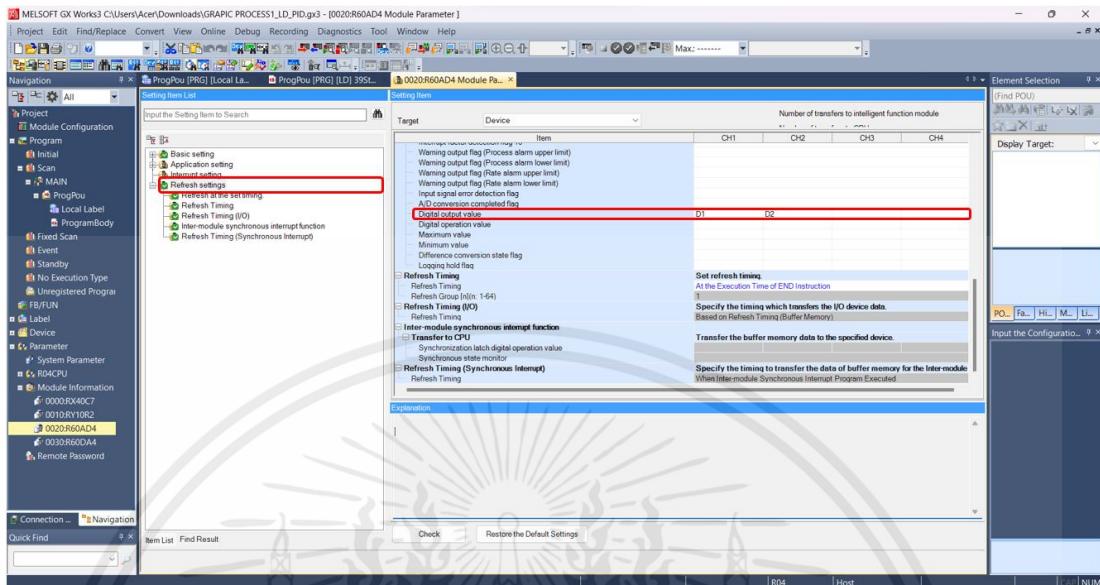 MELSOFT GX Works3 C:\Users\Acer\Downloads\GRAPIC PROCESS1_LD_PID.gx3 - [0020:R60AD4 Module Parameter ]
Project Edit Find/Replace Convert View Online Debug Recording Diagnostics Tool Window Help
Max.: -------
Navigation
ProgPou [PRG] [Local La...
ProgPou [PRG] [LD] 39St...
0020:R60AD4 Module Pa...
Element Selection
All
Project
Module Configuration
Program
Initial
Scan
MAIN
ProgPou
Local Label
ProgramBody
Fixed Scan
Event
Standby
No Execution Type
Unregistered Program
FB/FUN
Label
Device
Parameter
System Parameter
R04CPU
Module Information
0000:RX40C7
0010:RY10R2
0020:R60AD4
0030:R60DA4
Remote Password
Connection ...
Navigation
Quick Find
Setting Item List
Input the Setting Item to Search
Basic setting
Application setting
Interrupt setting
Refresh settings
Refresh at the set timing.
Refresh Timing
Refresh Timing (I/O)
Inter-module synchronous interrupt function
Refresh Timing (Synchronous Interrupt)
Item List Find Result
Setting Item
Target Device
Number of transfers to intelligent function module
Item CH1 CH2 CH3 CH4
Warning output flag (Process alarm upper limit)
Warning output flag (Process alarm lower limit)
Warning output flag (Rate alarm upper limit)
Warning output flag (Rate alarm lower limit)
Input signal error detection flag
A/D conversion completed flag
Digital output value D1 D2
Digital operation value
Maximum value
Minimum value
Difference conversion state flag
Logging hold flag
Refresh Timing Set refresh timing.
Refresh Timing At the Execution Time of END Instruction
Refresh Group [n](n: 1-64) 1
Refresh Timing (I/O) Specify the timing which transfers the I/O device data.
Refresh Timing Based on Refresh Timing (Buffer Memory)
Inter-module synchronous interrupt function
Transfer to CPU Transfer the buffer memory data to the specified device.
Synchronization latch digital operation value
Synchronous state monitor
Refresh Timing (Synchronous Interrupt) Specify the timing to transfer the data of buffer memory for the Inter-module
Refresh Timing When Inter-module Synchronous Interrupt Program Executed
Explanation
Check Restore the Default Settings
(Find POU)
Display Target:
PO... Fa... Hi... M... Li...
Input the Configuratio...
R04 Host CAP NUM